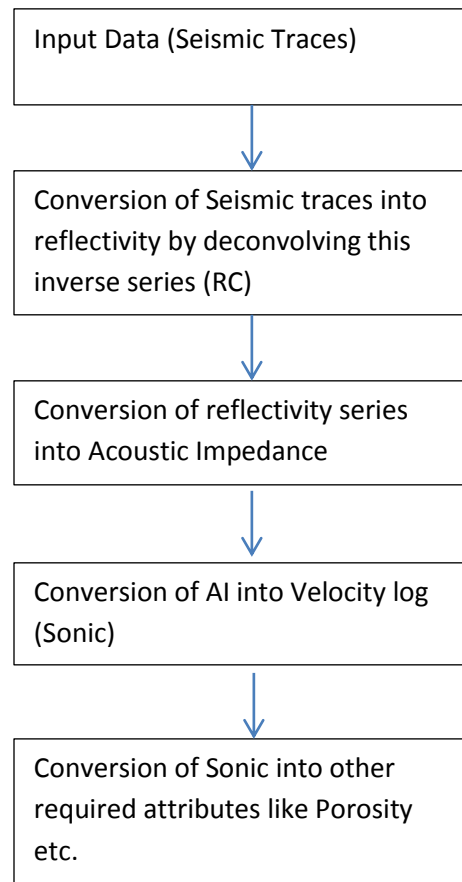 Input Data (Seismic Traces)
Conversion of Seismic traces into
reflectivity by deconvolving this
inverse series (RC)
Conversion of reflectivity series
into Acoustic Impedance
Conversion of AI into Velocity log
(Sonic)
Conversion of Sonic into other
required attributes like Porosity
etc.